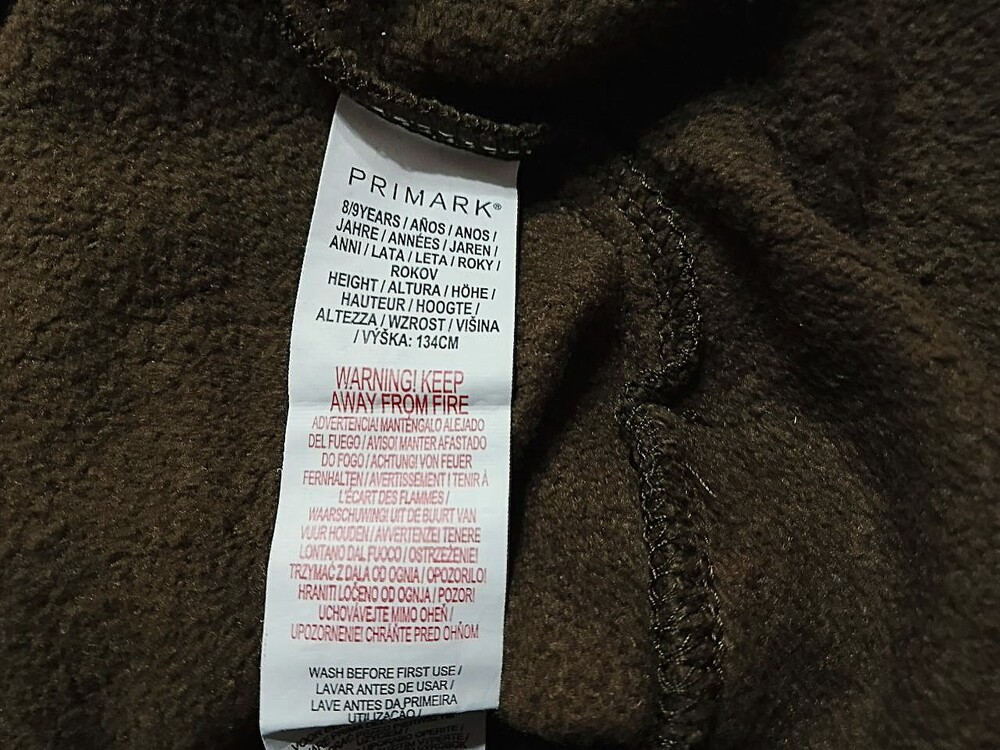 PRIMARK®
8/9YEARS / AÑOS / ANOS /
JAHRE / ANNÉES / JAREN /
ANNI / LATA / LETA / ROKY /
ROKOV
HEIGHT / ALTURA / HÖHE /
HAUTEUR / HOOGTE /
ALTEZZA / WZROST / VIŠINA
/ VÝŠKA: 134CM
WARNING! KEEP
AWAY FROM FIRE
ADVERTENCIA! MANTÉNGALO ALEJADO
DEL FUEGO / AVISO! MANTER AFASTADO
DO FOGO / ACHTUNG! VON FEUER
FERNHALTEN / AVERTISSEMENT ! TENIR À
L'ÉCART DES FLAMMES /
WAARSCHUWING! UIT DE BUURT VAN
VUUR HOUDEN / AVVERTENZE! TENERE
LONTANO DAL FUOCO / OSTRZEŻENIE!
TRZYMAĆ Z DALA OD OGNIA / OPOZORILO!
HRANITI LOČENO OD OGNJA / POZOR!
UCHOVÁVEJTE MIMO OHEŇ /
UPOZORNENIE! CHRÁŇTE PRED OHŇOM
WASH BEFORE FIRST USE /
LAVAR ANTES DE USAR /
LAVE ANTES DA PRIMEIRA
UTILIZAÇÃO /